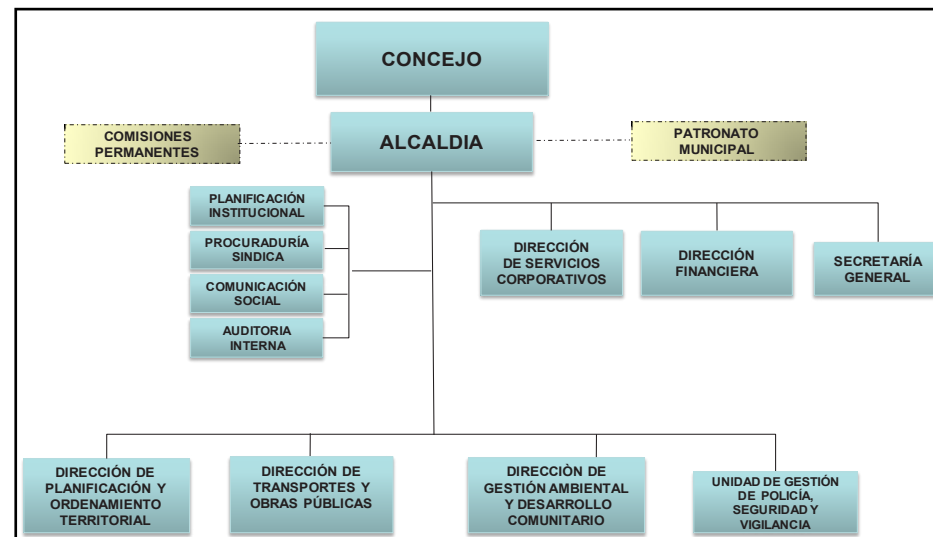 CONCEJO
COMISIONES
PERMANENTES
ALCALDIA
PATRONATO
MUNICIPAL
PLANIFICACIÓN
INSTITUCIONAL
PROCURADURÍA
SINDICA
COMUNICACIÓN
SOCIAL
AUDITORIA
INTERNA
DIRECCIÓN
DE SERVICIOS
CORPORATIVOS
DIRECCIÓN
FINANCIERA
SECRETARÍA
GENERAL
DIRECCIÓN DE
PLANIFICACIÓN Y
ORDENAMIENTO
TERRITORIAL
DIRECCIÓN DE
TRANSPORTES Y
OBRAS PÚBLICAS
DIRECCIÒN DE
GESTIÓN AMBIENTAL
Y DESARROLLO
COMUNITARIO
UNIDAD DE GESTIÓN
DE POLICÍA,
SEGURIDAD Y
VIGILANCIA